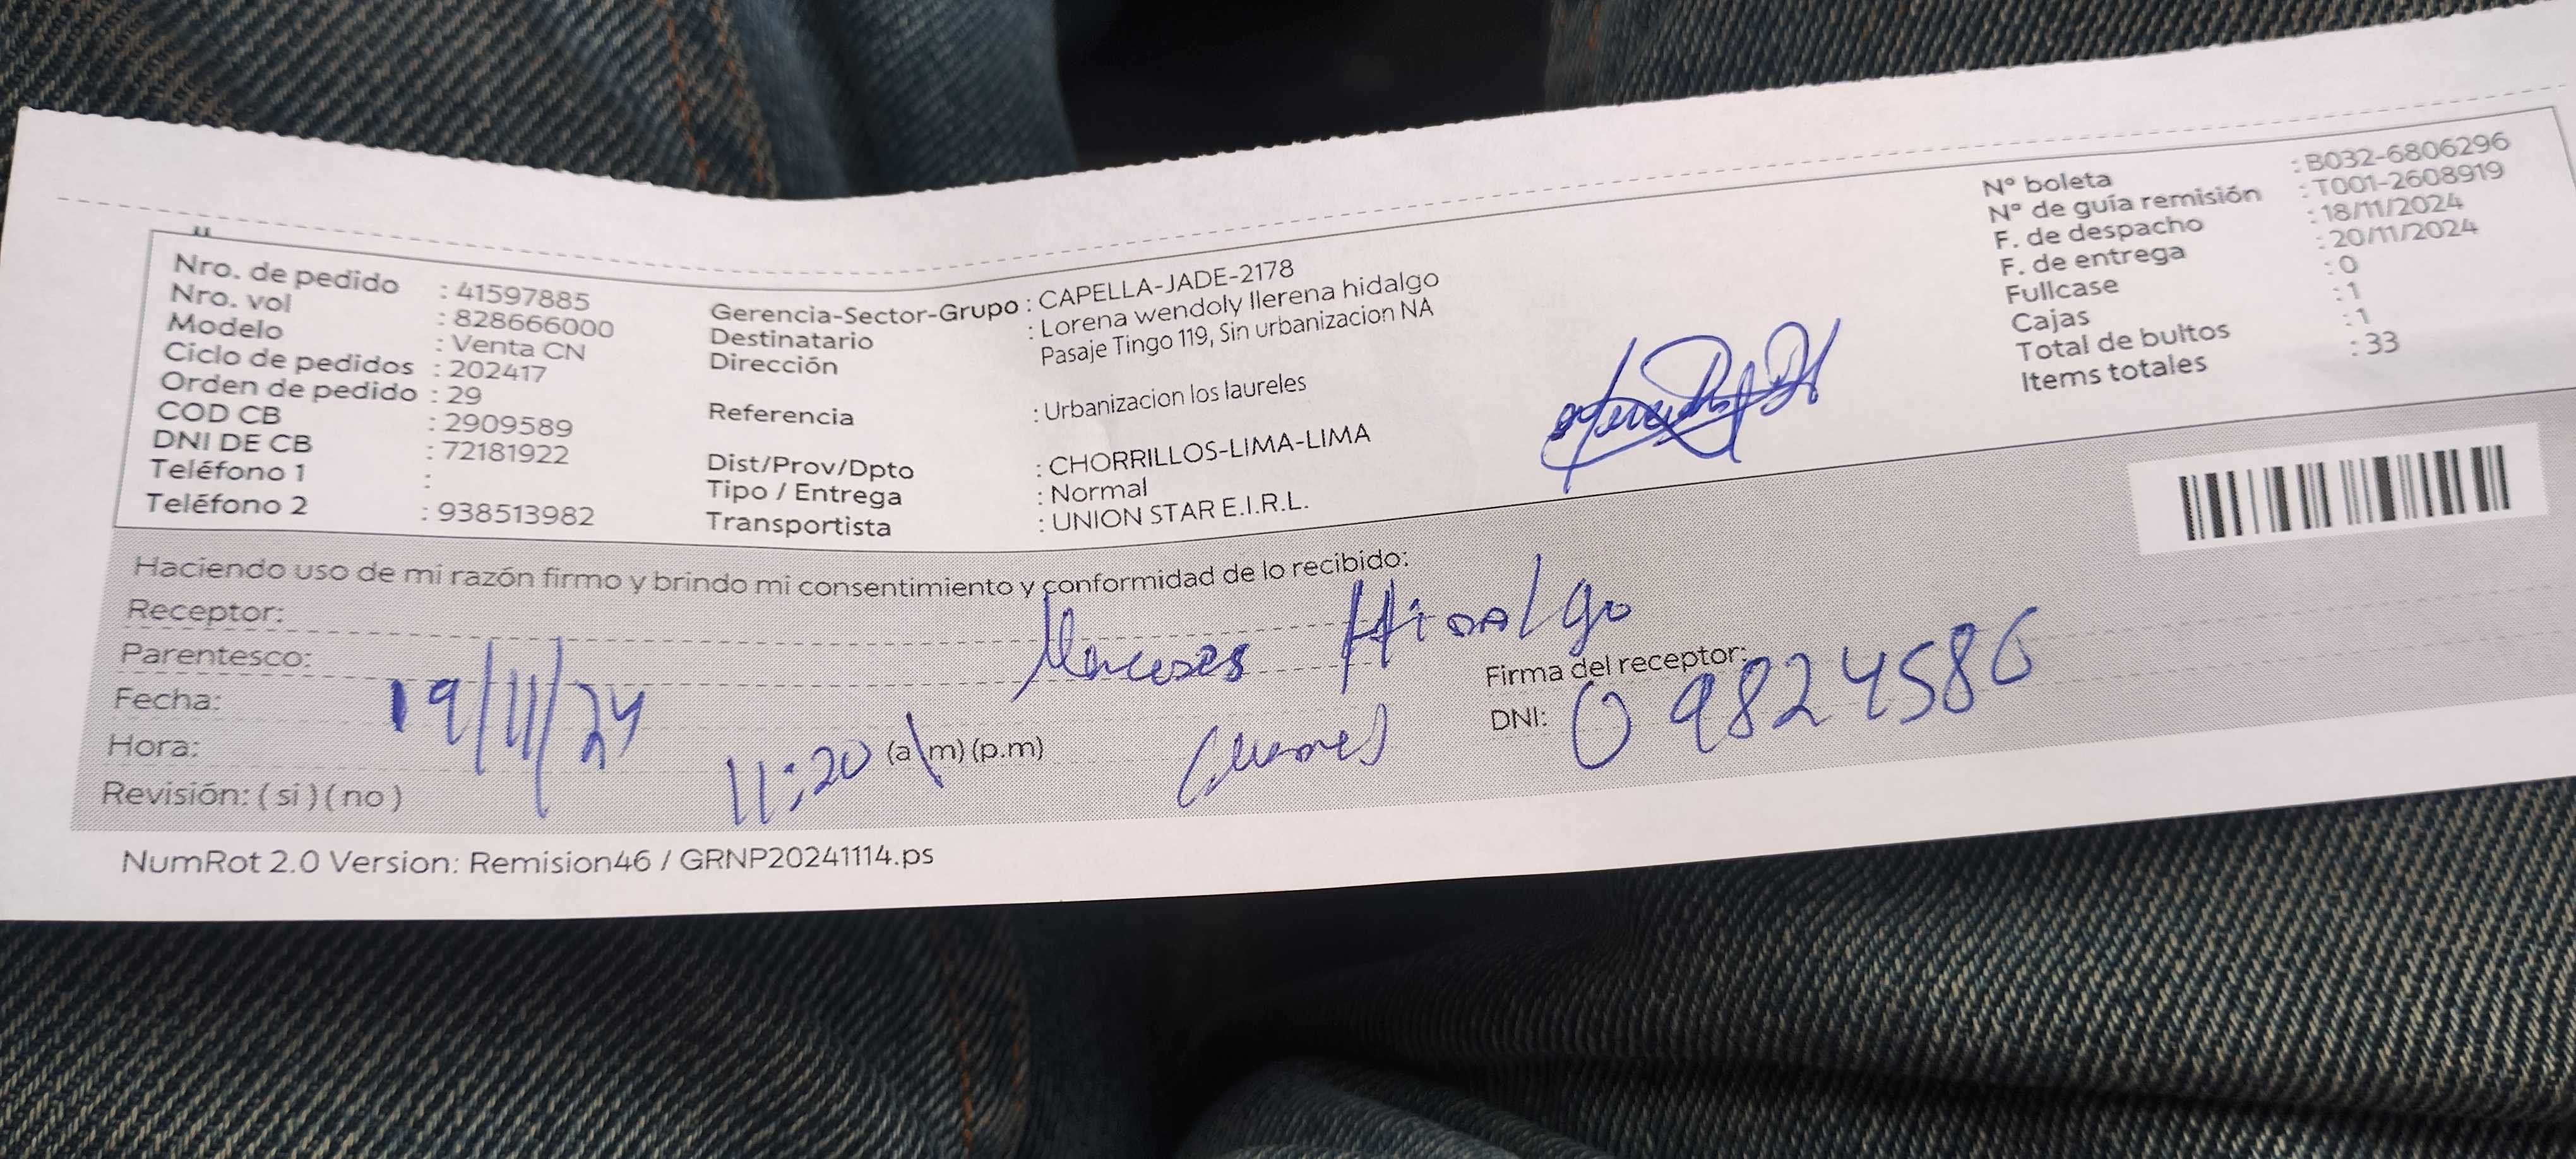 Nro. de pedido : 41597885
Nro. vol : 828666000
Modelo : Venta CN
Ciclo de pedidos : 202417
Orden de pedido : 29
COD CB : 2909589
DNI DE CB : 72181922
Teléfono 1 :
Teléfono 2 : 938513982
Gerencia-Sector-Grupo : CAPELLA-JADE-2178
Destinatario : Lorena wendoly llerena hidalgo
Dirección Pasaje Tingo 119, Sin urbanizacion NA
Referencia : Urbanizacion los laureles
Dist/Prov/Dpto : CHORRILLOS-LIMA-LIMA
Tipo / Entrega : Normal
Transportista : UNION STAR E.I.R.L.
N° boleta : B032-6806296
N° de guía remisión : T001-2608919
F. de despacho : 18/11/2024
F. de entrega : 20/11/2024
Fullcase : 0
Cajas : 1
Total de bultos : 1
Items totales : 33
Haciendo uso de mi razón firmo y brindo mi consentimiento y conformidad de lo recibido:
Receptor: Hidalgo
Parentesco:
Firma del receptor:
Fecha: 19/11/24
DNI: 09824586
Hora: 11:20 (a m) (p.m)
Revisión: ( si ) ( no )
NumRot 2.0 Version: Remision46 / GRNP20241114.ps